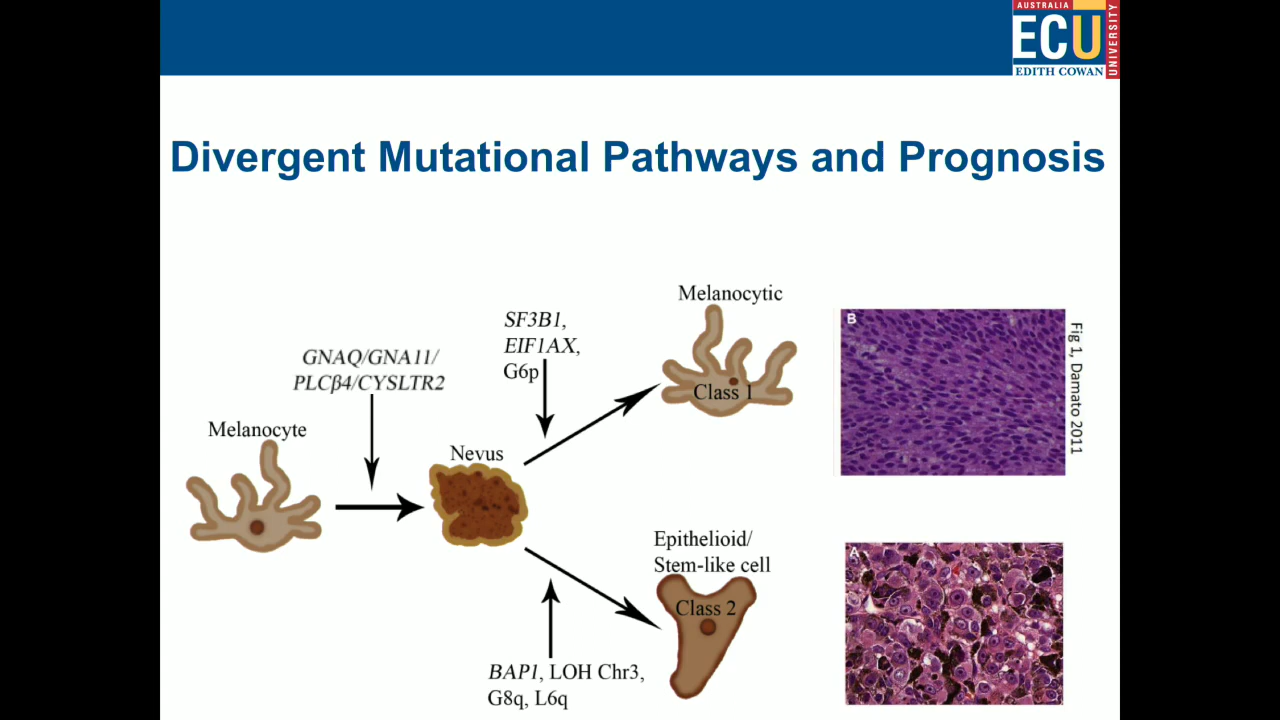 AUSTRALIA
ECU
EDITH COWAN
UNIVERSITY
Divergent Mutational Pathways and Prognosis
Melanocyte
GNAQ/GNA11/
PLCβ4/CYSLTR2
Nevus
SF3B1,
EIF1AX,
G6p
Melanocytic
Class 1
Epithelioid/
Stem-like cell
Class 2
BAP1, LOH Chr3,
G8q, L6q
B
Fig 1, Damato 2011
A